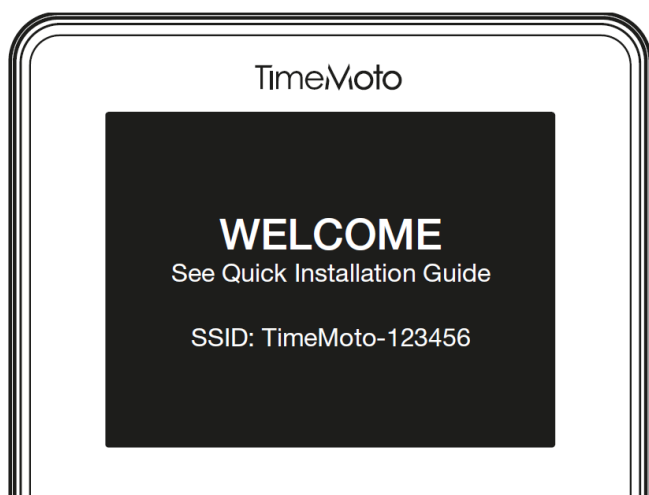 TimeMoto
WELCOME
See Quick Installation Guide
SSID: TimeMoto-123456